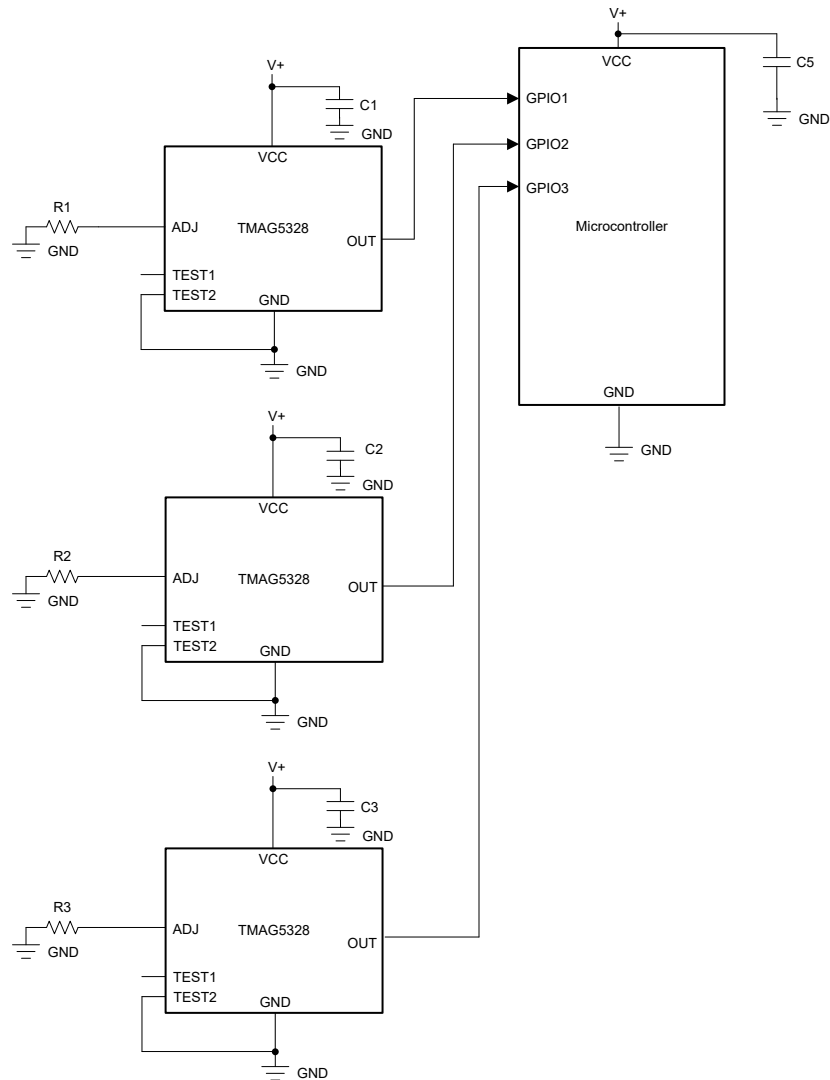 V+
C1
GND
VCC
R1
ADJ
TMAG5328
OUT
GND
TEST1
TEST2
GND
GND
V+
C5
VCC
GND
GPIO1
GPIO2
GPIO3
Microcontroller
GND
GND
V+
C2
GND
VCC
R2
ADJ
TMAG5328
OUT
GND
TEST1
TEST2
GND
GND
V+
C3
GND
VCC
R3
ADJ
TMAG5328
OUT
GND
TEST1
TEST2
GND
GND